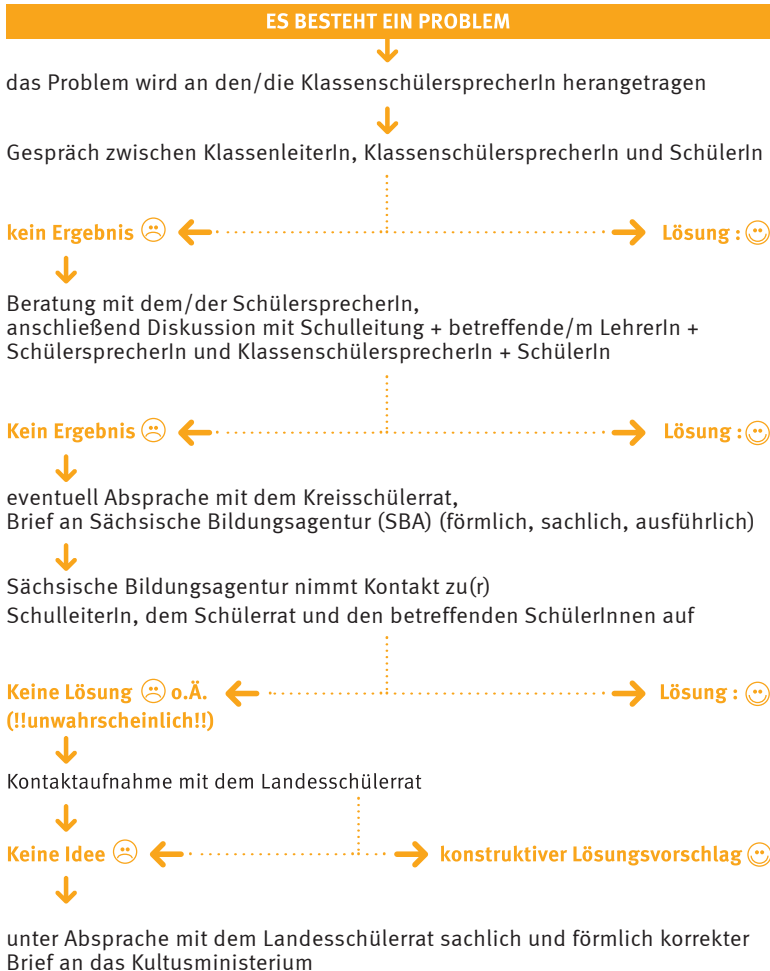 ES BESTEHT EIN PROBLEM
das Problem wird an den/die KlassenschülersprecherIn herangetragen
Gespräch zwischen KlassenleiterIn, KlassenschülersprecherIn und SchülerIn
kein Ergebnis
Lösung :
Beratung mit dem/der SchülersprecherIn,
anschließend Diskussion mit Schulleitung + betreffende/m LehrerIn +
SchülersprecherIn und KlassenschülersprecherIn + SchülerIn
Kein Ergebnis
Lösung :
eventuell Absprache mit dem Kreisschülerrat,
Brief an Sächsische Bildungsagentur (SBA) (förmlich, sachlich, ausführlich)
Sächsische Bildungsagentur nimmt Kontakt zu(r)
SchulleiterIn, dem Schülerrat und den betreffenden SchülerInnen auf
Keine Lösung o.Ä.
(!!unwahrscheinlich!!)
Lösung :
Kontaktaufnahme mit dem Landesschülerrat
Keine Idee
konstruktiver Lösungsvorschlag
unter Absprache mit dem Landesschülerrat sachlich und förmlich korrekter
Brief an das Kultusministerium